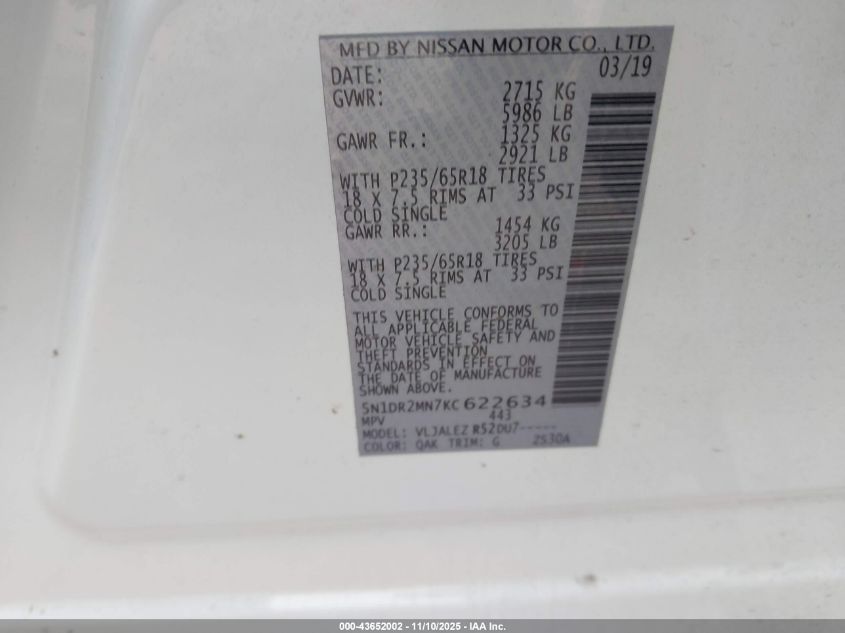 MFD BY NISSAN MOTOR CO., LTD.
DATE: 03/19
GVWR: 2715 KG
5986 LB
GAWR FR.: 1325 KG
2921 LB
WITH P235/65R18 TIRES
18 X 7.5 RIMS AT 33 PSI
COLD SINGLE
GAWR RR.: 1454 KG
3205 LB
WITH P235/65R18 TIRES
18 X 7.5 RIMS AT 33 PSI
COLD SINGLE
THIS VEHICLE CONFORMS TO
ALL APPLICABLE FEDERAL
MOTOR VEHICLE SAFETY AND
THEFT PREVENTION
STANDARDS IN EFFECT ON
THE DATE OF MANUFACTURE
SHOWN ABOVE.
5N1DR2MN7KC622634
MPV 443
MODEL: VLJALEZ R52DU7-----
COLOR: QAK TRIM: G 2S30A
000-43652002 - 11/10/2025 - IAA Inc.